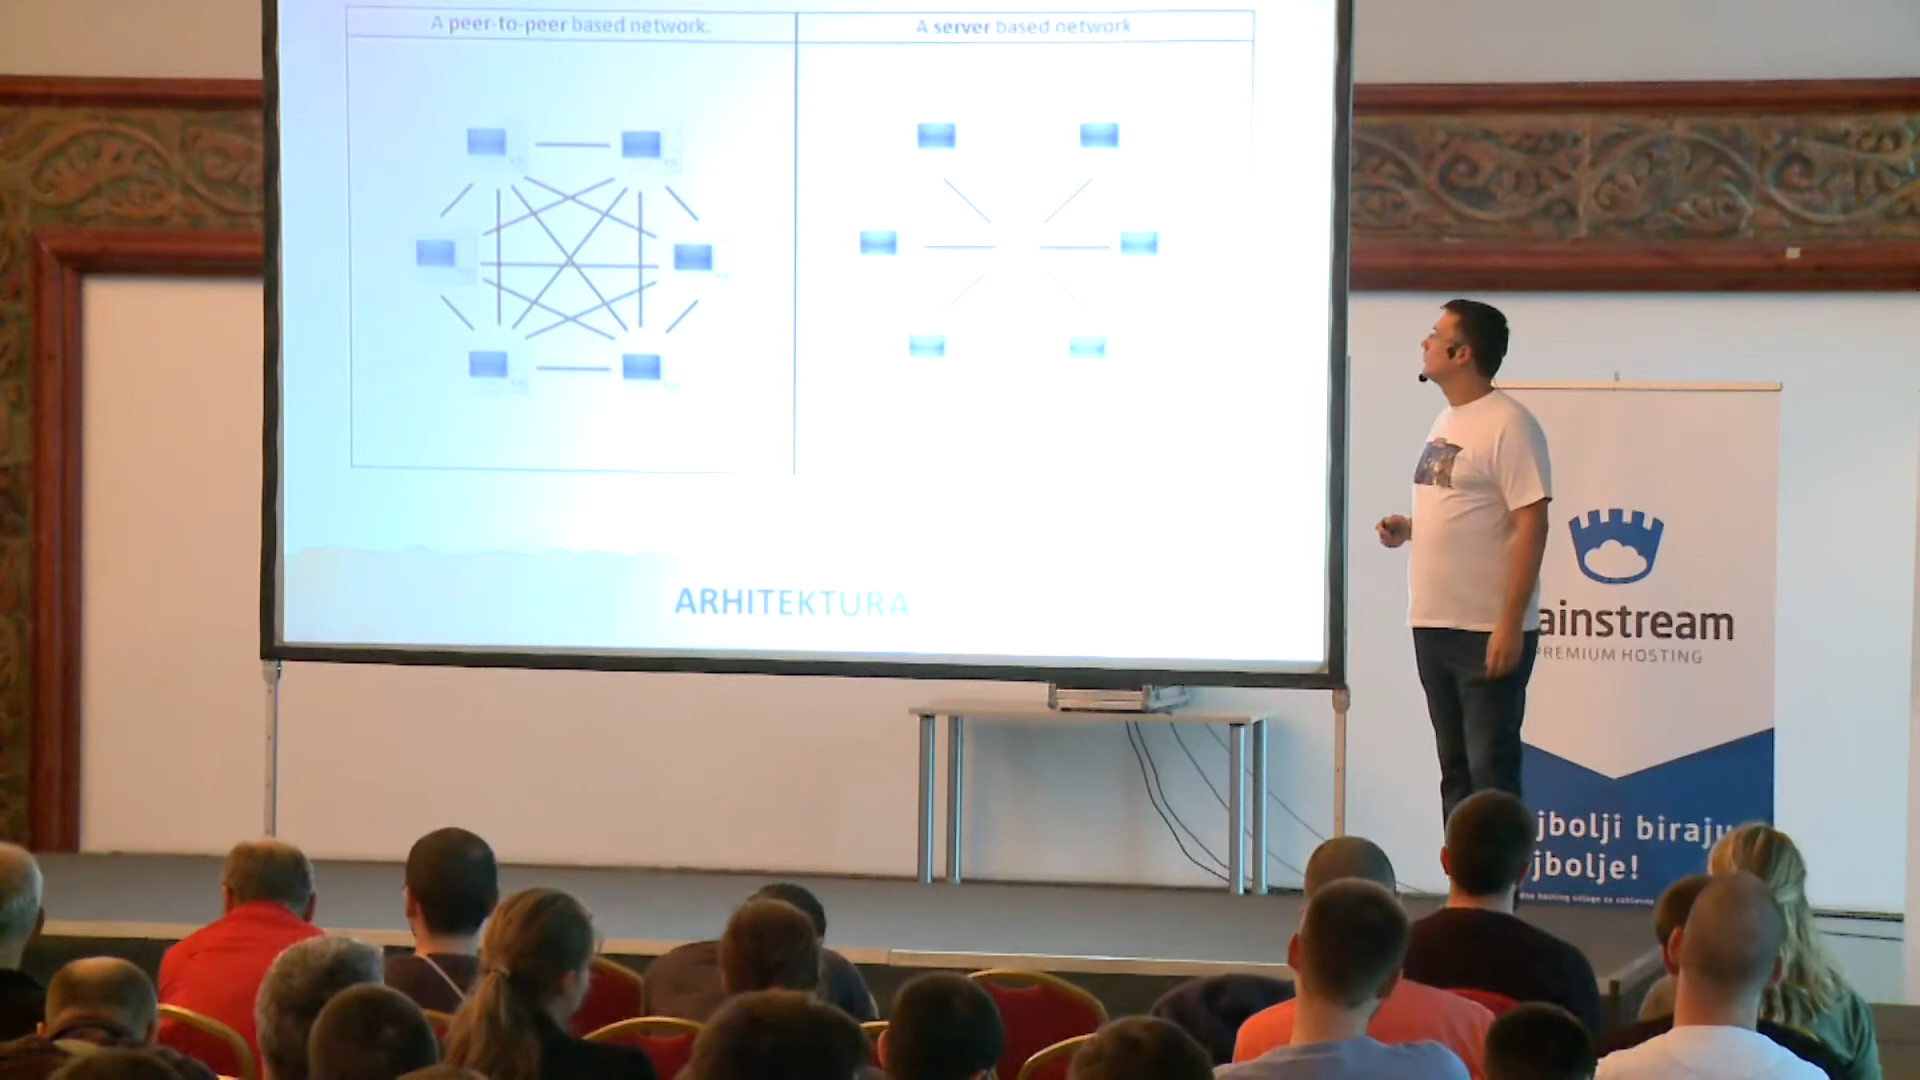 A peer-to-peer based network.
A server based network
ARHITEKTURA
ainstream
PREMIUM HOSTING
jbolji biraju
jbolje!